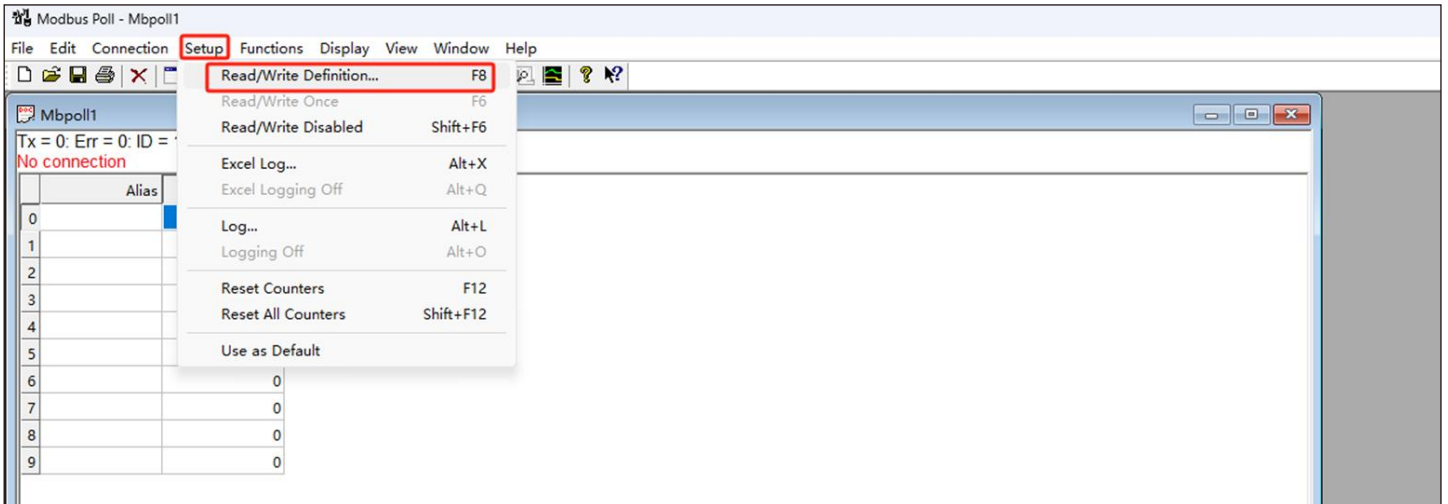 Modbus Poll - Mbpoll1
File Edit Connection Setup Functions Display View Window Help
Read/Write Definition... F8
Read/Write Once F6
Mbpoll1
Read/Write Disabled Shift+F6
Tx = 0: Err = 0: ID =
No connection
Excel Log... Alt+X
Alias
Excel Logging Off Alt+Q
0
Log... Alt+L
1
Logging Off Alt+O
2
Reset Counters F12
3
Reset All Counters Shift+F12
4
Use as Default
5
6 0
7 0
8 0
9 0